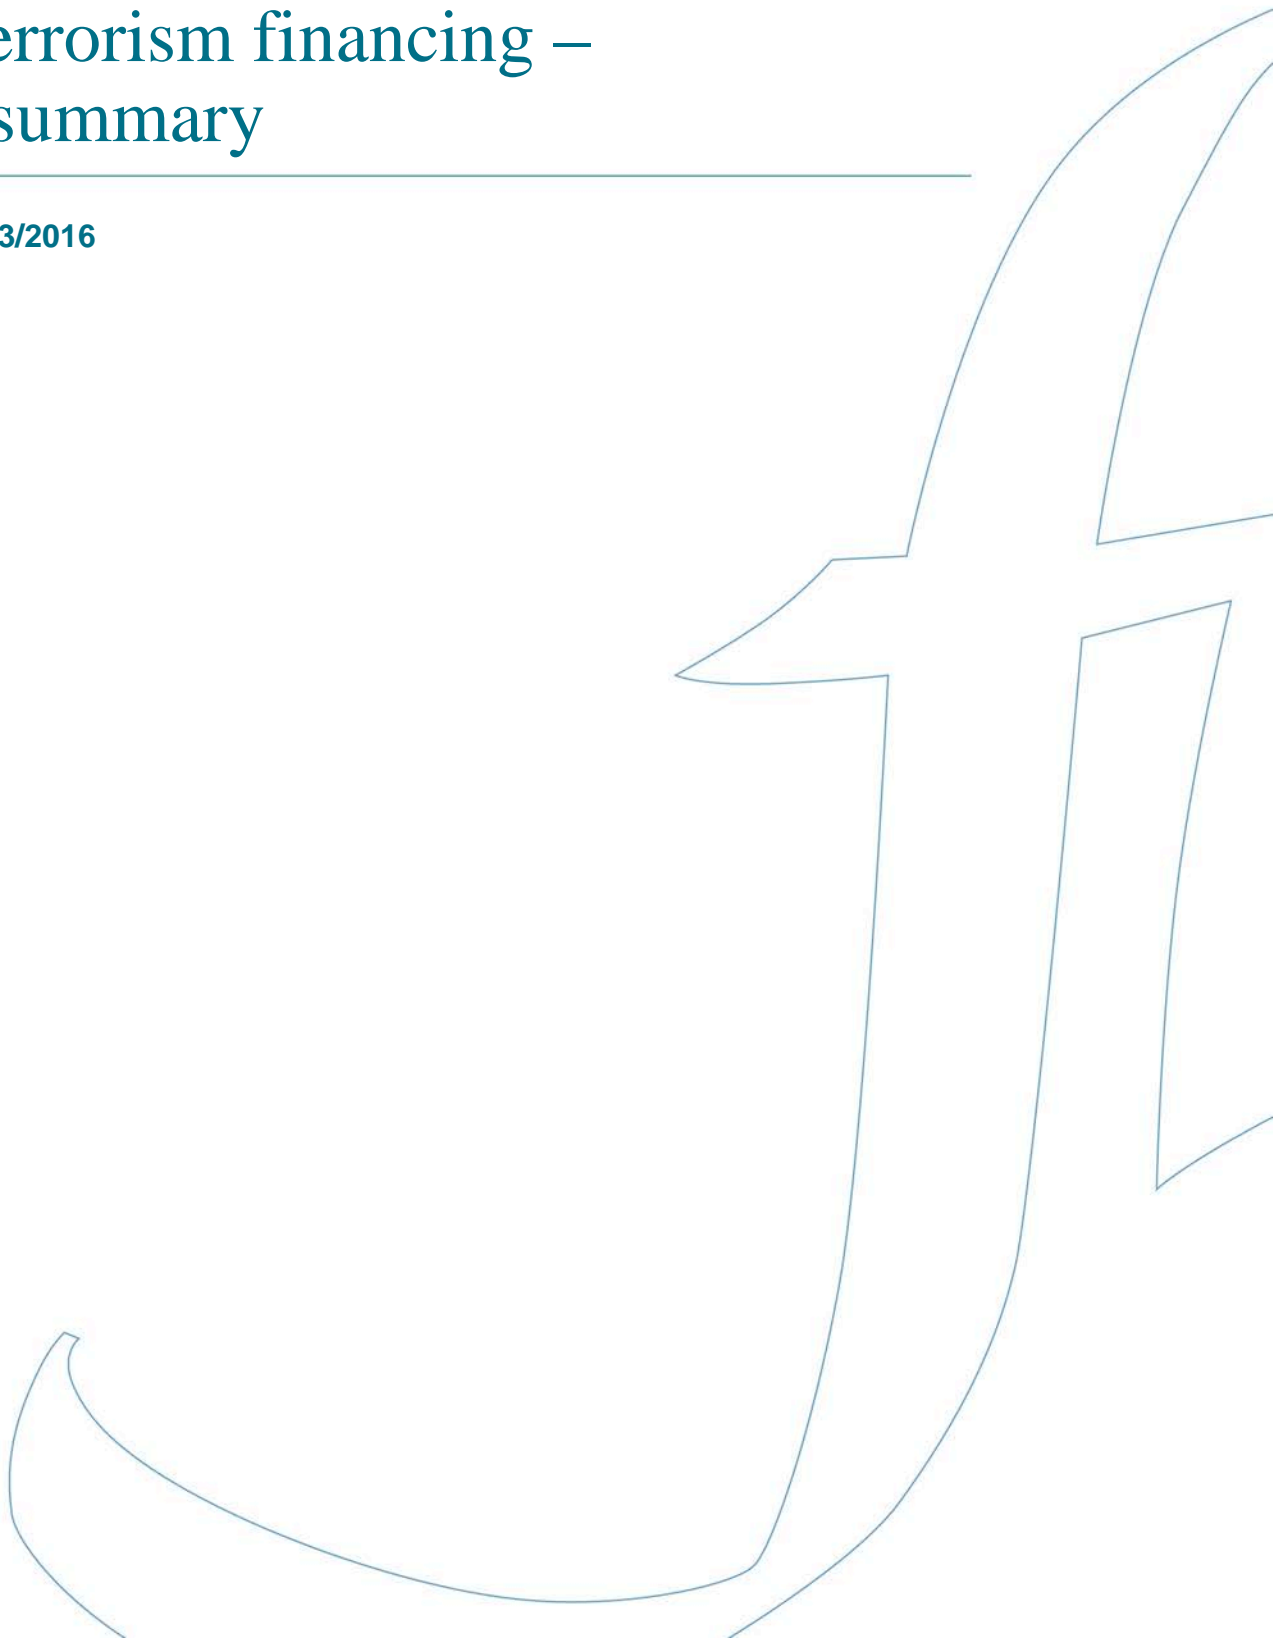 errorism financing –
summary
3/2016